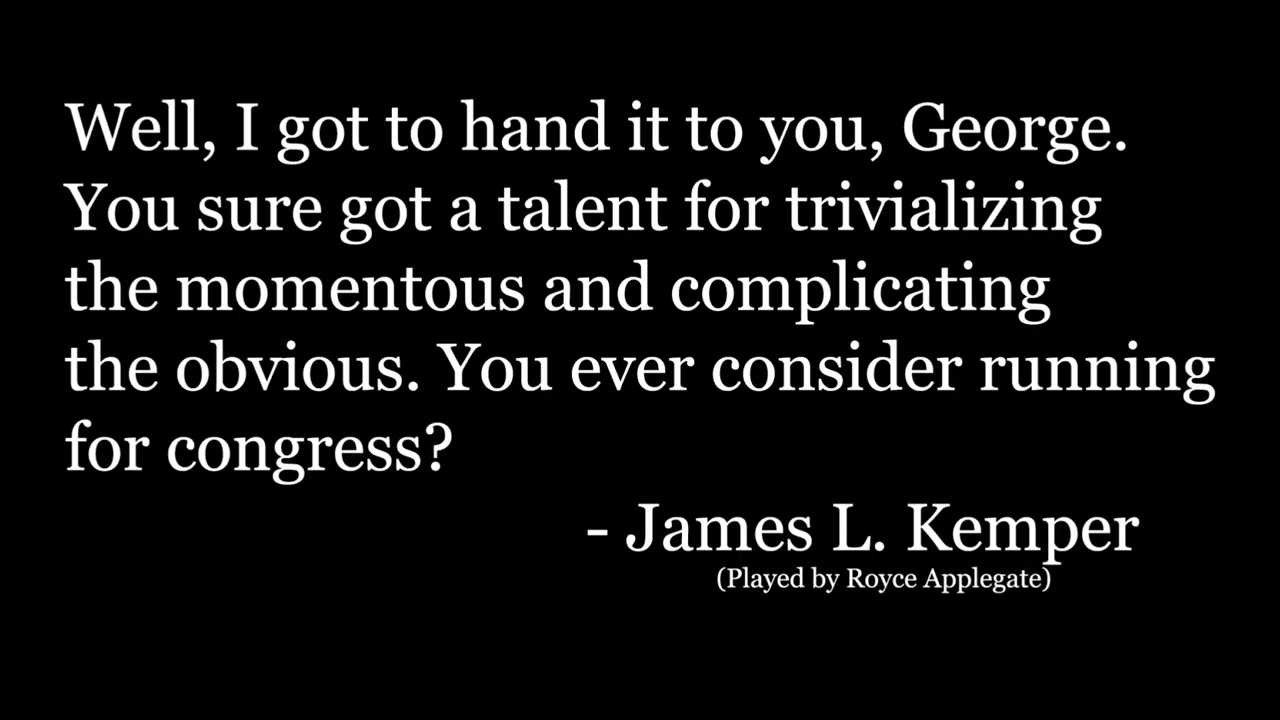 Well, I got to hand it to you, George.
You sure got a talent for trivializing
the momentous and complicating
the obvious. You ever consider running
for congress?
- James L. Kemper
(Played by Royce Applegate)